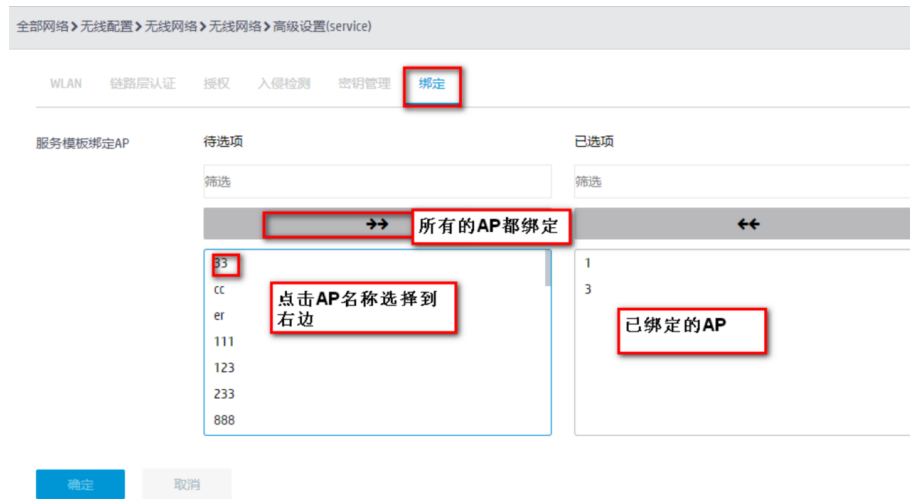 全部网络>无线配置>无线网络>无线网络>高级设置(service)
WLAN 链路层认证 授权 入侵检测 密钥管理 绑定
服务模板绑定AP 待选项 已选项
筛选 筛选
→→ 所有的AP都绑定 ←←
33 1
cc 3
点击AP名称选择到
右边
er
已绑定的AP
111
123
233
888
确定 取消